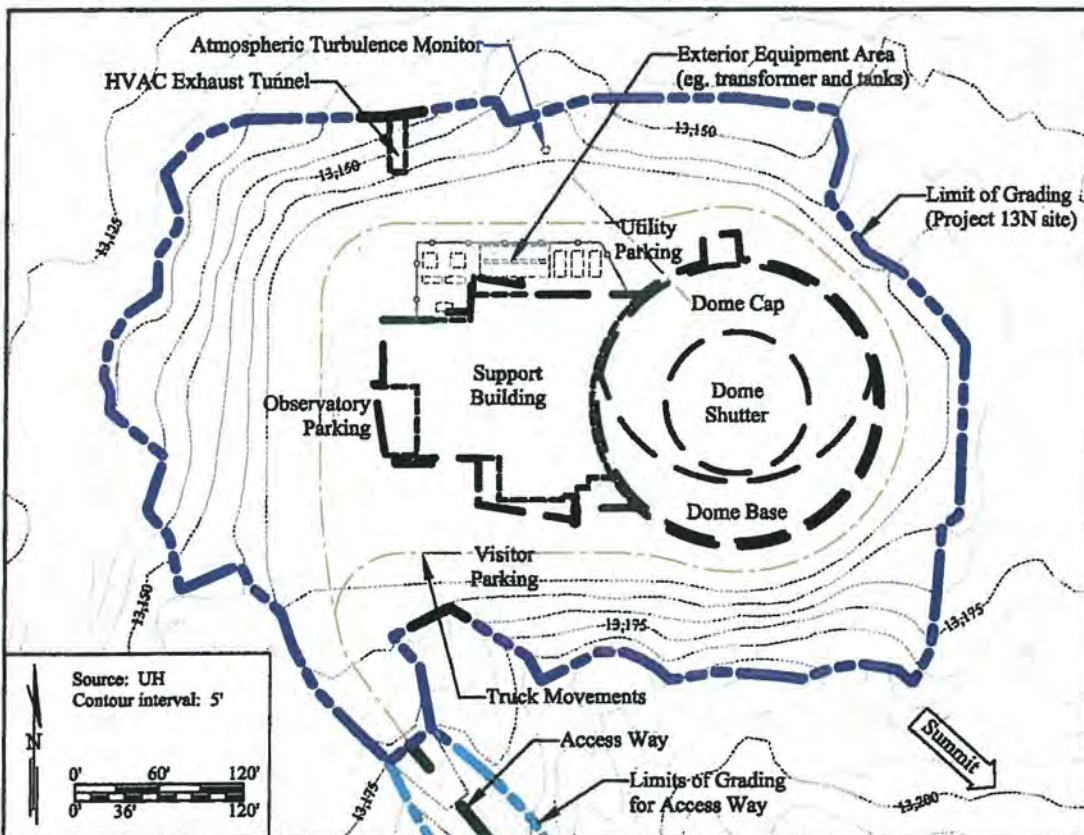 Atmospheric Turbulence Monitor
HVAC Exhaust Tunnel
Exterior Equipment Area
(eg. transformer and tanks)
13,150
13,150
13,125
Limit of Grading
(Project 13N site)
Utility
Parking
Dome Cap
Support
Building
Dome
Shutter
Observatory
Parking
Dome Base
Visitor
Parking
13,150
13,175
13,175
Truck Movements
Source: UH
Contour interval: 5'
N
0' 60' 120'
0' 36' 120'
Access Way
Summit
Limits of Grading
for Access Way
13,175
13,200